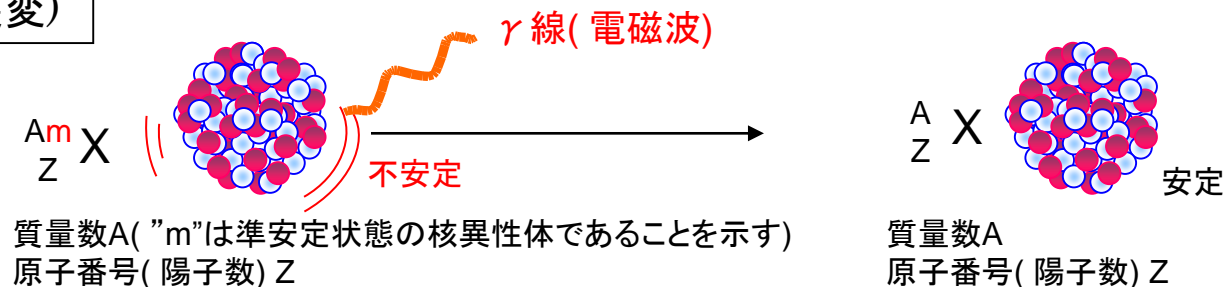 変)
γ線(電磁波)
Am
Z X
不安定
A
Z X
安定
質量数A( ”m”は準安定状態の核異性体であることを示す)
原子番号( 陽子数) Z
質量数A
原子番号( 陽子数) Z